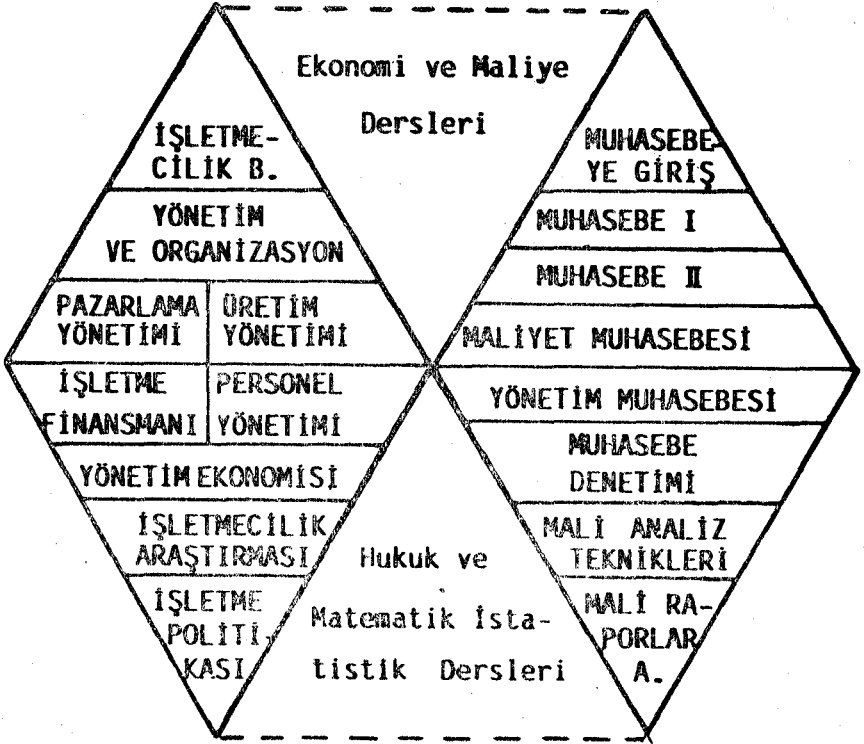 Ekonomi ve Maliye
Dersleri
İŞLETME-
CİLİK B.
YÖNETİM
VE ORGANİZASYON
PAZARLAMA
YÖNETİMİ
ÜRETİM
YÖNETİMİ
İŞLETME
FİNANSMANI
PERSONEL
YÖNETİMİ
YÖNETİM EKONOMİSİ
İŞLETMECİLİK
ARAŞTIRMASI
İŞLETME
POLİTİ-
KASI
MUHASEBE-
YE GİRİŞ
MUHASEBE I
MUHASEBE II
MALİYET MUHASEBESİ
YÖNETİM MUHASEBESİ
MUHASEBE
DENETİMİ
MALİ ANALİZ
TEKNİKLERİ
MALİ RA-
PORLAR
A.
Hukuk ve
Matematik İsta-
tistik Dersleri